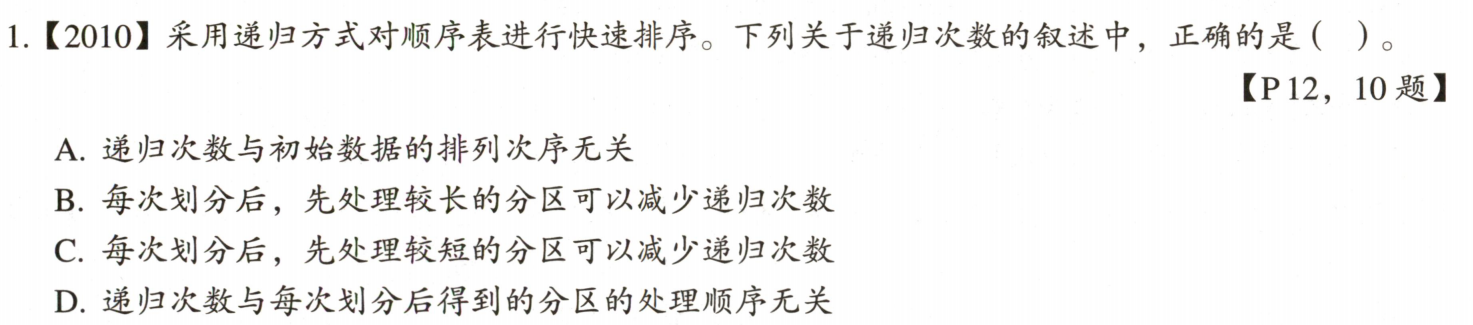 1.【2010】采用递归方式对顺序表进行快速排序。下列关于递归次数的叙述中，正确的是（ ）。
【P12，10题】
A. 递归次数与初始数据的排列次序无关
B. 每次划分后，先处理较长的分区可以减少递归次数
C. 每次划分后，先处理较短的分区可以减少递归次数
D. 递归次数与每次划分后得到的分区的处理顺序无关